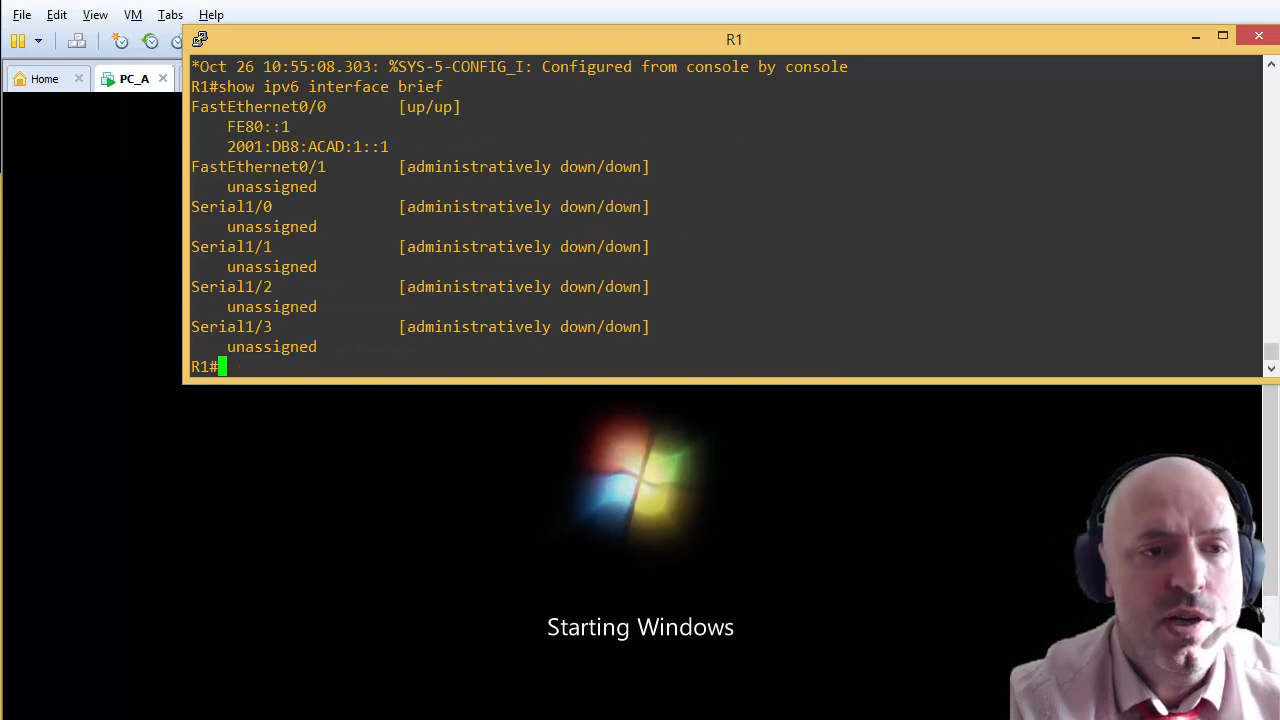 File Edit View VM Tabs Help
R1
Home PC_A
*Oct 26 10:55:08.303: %SYS-5-CONFIG_I: Configured from console by console
R1#show ipv6 interface brief
FastEthernet0/0 [up/up]
FE80::1
2001:DB8:ACAD:1::1
FastEthernet0/1 [administratively down/down]
unassigned
Serial1/0 [administratively down/down]
unassigned
Serial1/1 [administratively down/down]
unassigned
Serial1/2 [administratively down/down]
unassigned
Serial1/3 [administratively down/down]
unassigned
R1#
Starting Windows